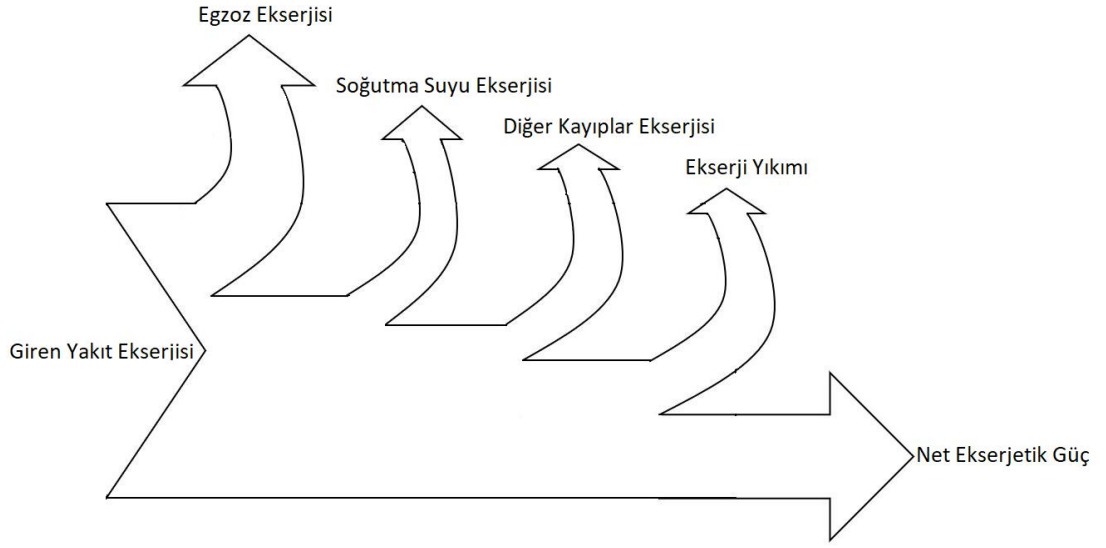 Egzoz Ekserjisi
Soğutma Suyu Ekserjisi
Diğer Kayıplar Ekserjisi
Ekserji Yıkımı
Giren Yakıt Ekserjisi
Net Ekserjetik Güç